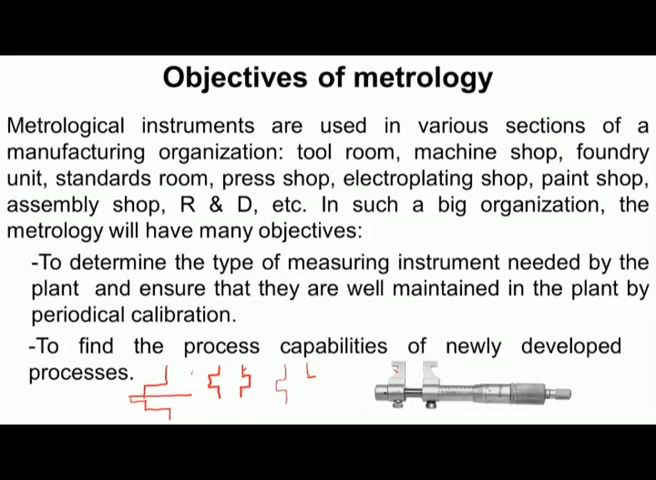 Objectives of metrology
Metrological instruments are used in various sections of a
manufacturing organization: tool room, machine shop, foundry
unit, standards room, press shop, electroplating shop, paint shop,
assembly shop, R & D, etc. In such a big organization, the
metrology will have many objectives:
-To determine the type of measuring instrument needed by the
plant and ensure that they are well maintained in the plant by
periodical calibration.
-To find the process capabilities of newly developed
processes.